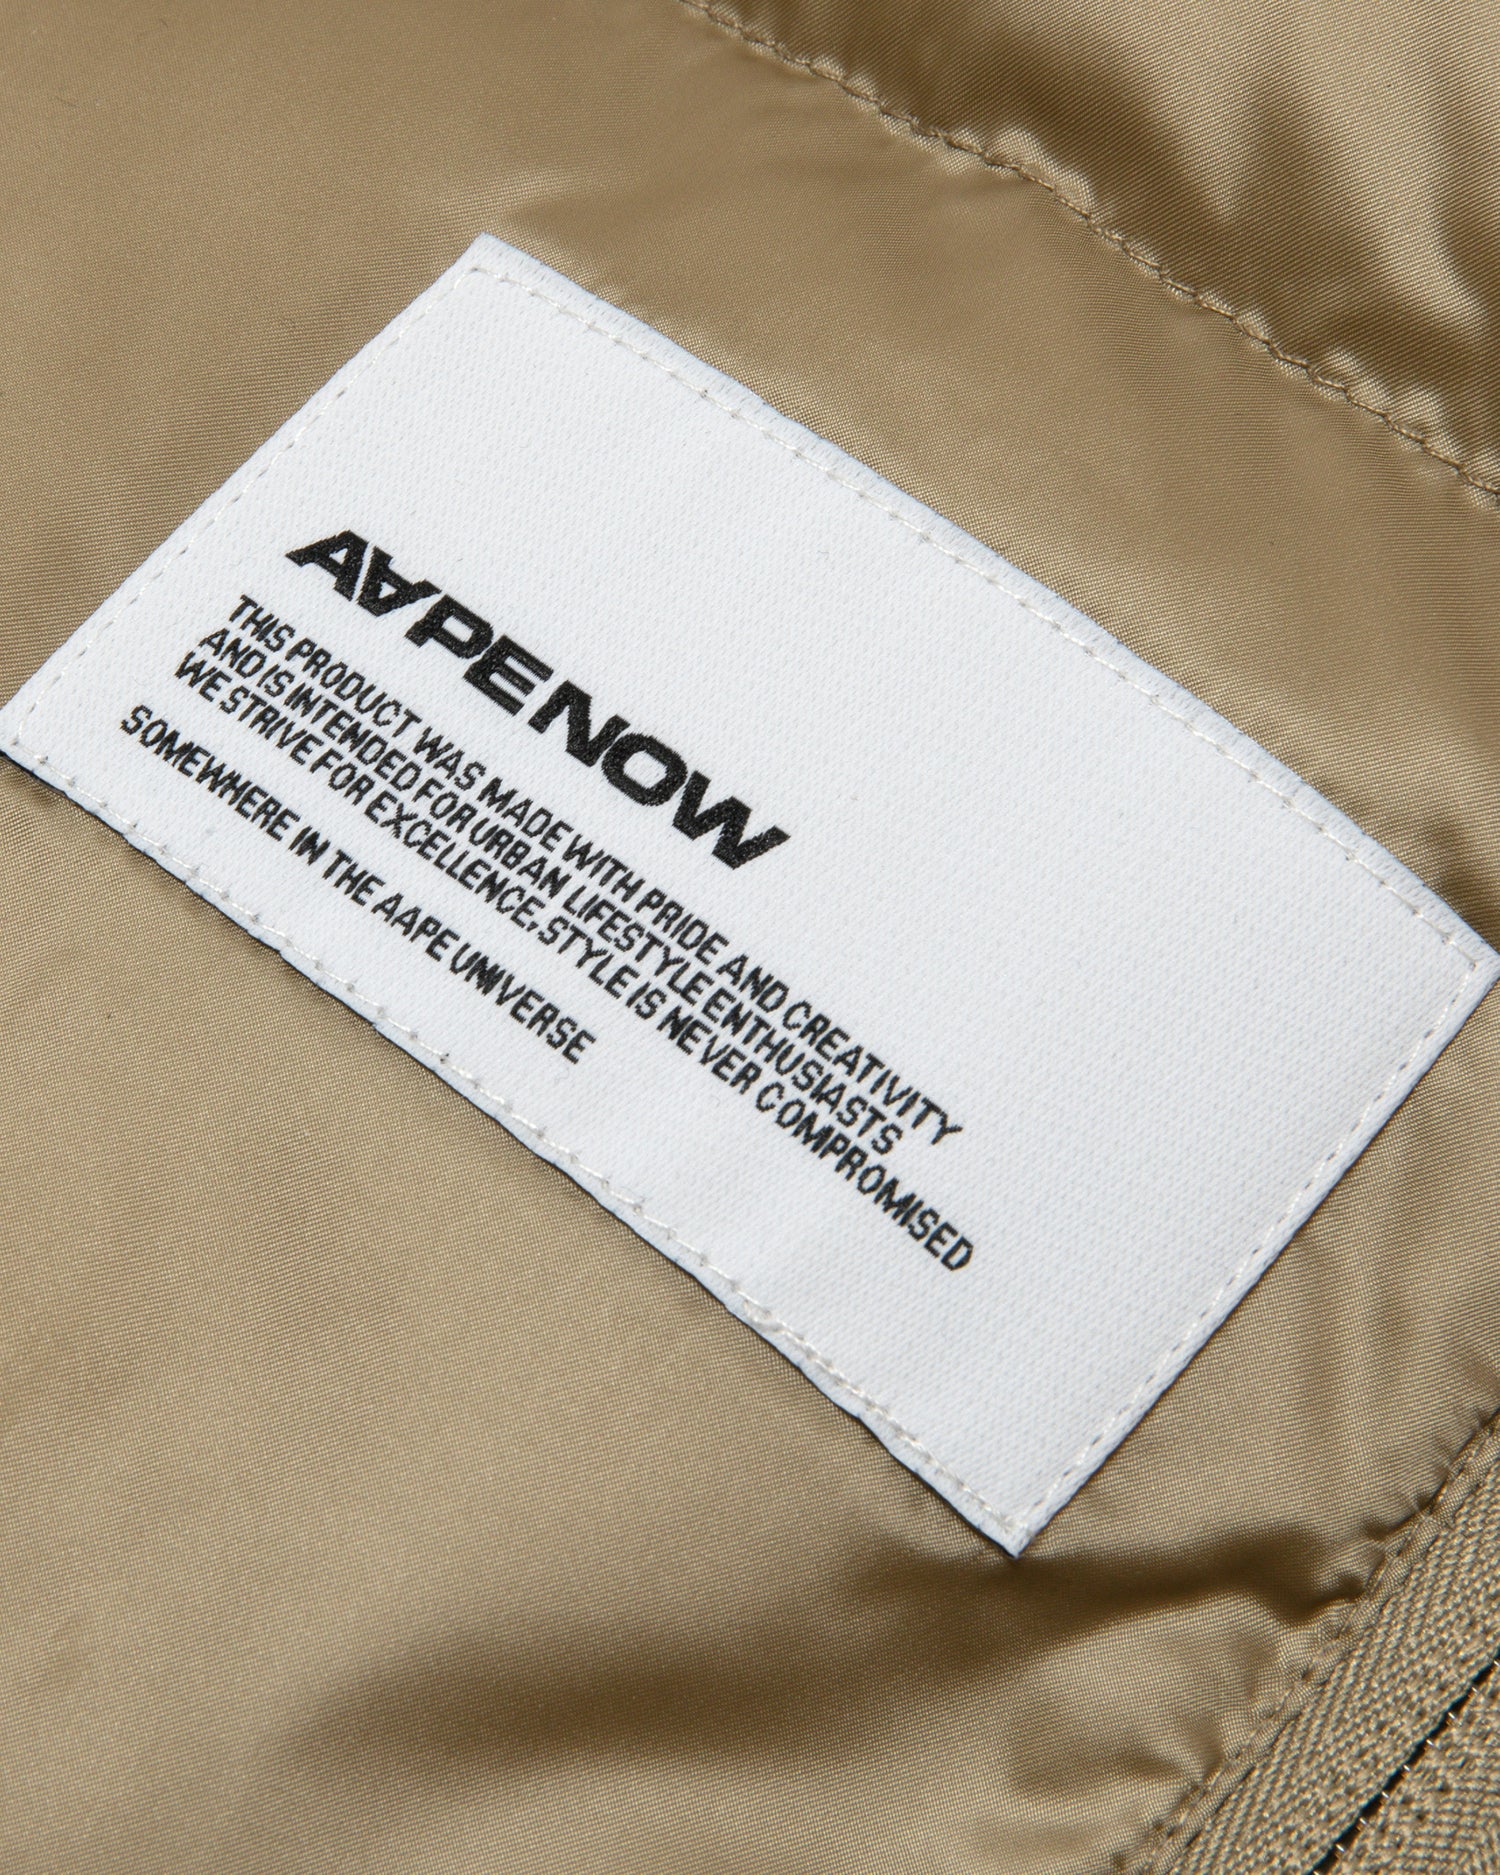 AAPE NOW
THIS PRODUCT WAS MADE WITH PRIDE AND CREATIVITY
AND IS INTENDED FOR URBAN LIFESTYLE ENTHUSIASTS
WE STRIVE FOR EXCELLENCE, STYLE IS NEVER COMPROMISED
SOMEWHERE IN THE AAPE UNIVERSE